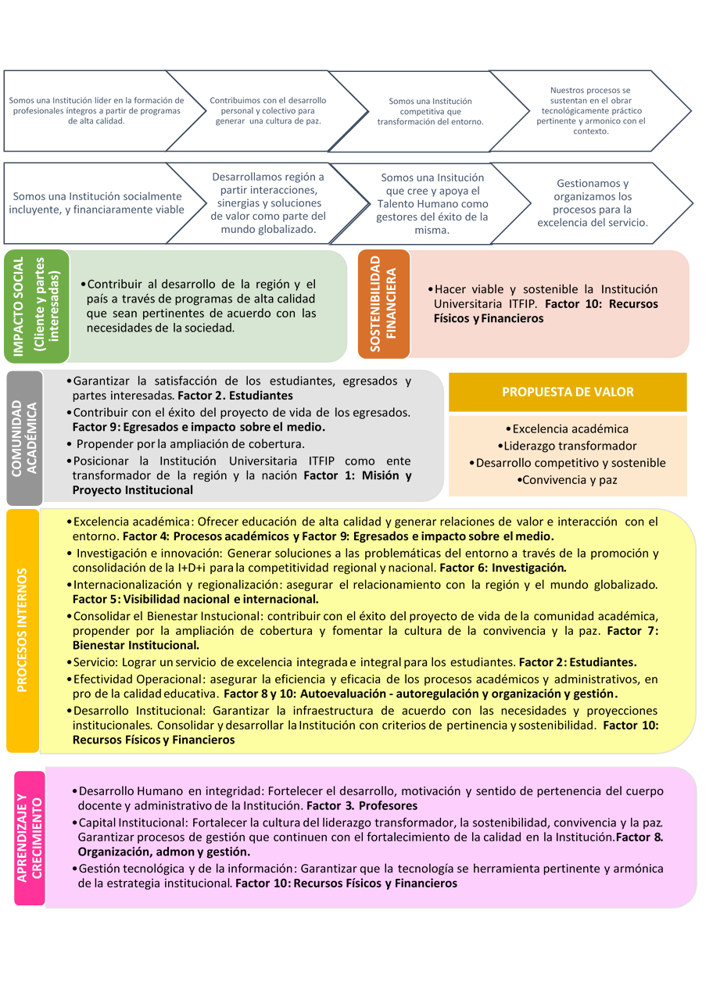 Somos una Institución líder en la formación de
profesionales íntegros a partir de programas
de alta calidad.
Contribuimos con el desarrollo
personal y colectivo para
generar una cultura de paz.
Somos una Institución
competitiva que
transformación del entorno.
Nuestros procesos se
sustentan en el obrar
tecnológicamente práctico
pertinente y armonico con el
contexto.
Somos una Institución socialmente
incluyente, y financiaramente viable
Desarrollamos región a
partir interacciones,
sinergias y soluciones
de valor como parte del
mundo globalizado.
Somos una Insitución
que cree y apoya el
Talento Humano como
gestores del éxito de la
misma.
Gestionamos y
organizamos los
procesos para la
excelencia del servicio.
IMPACTO SOCIAL
(Cliente y partes
interesadas)
•Contribuir al desarrollo de la región y el
país a través de programas de alta calidad
que sean pertinentes de acuerdo con las
necesidades de la sociedad.
SOSTENIBILIDAD
FINANCIERA
•Hacer viable y sostenible la Institución
Universitaria ITFIP. Factor 10: Recursos
Físicos y Financieros
COMUNIDAD
ACADÉMICA
•Garantizar la satisfacción de los estudiantes, egresados y
partes interesadas. Factor 2. Estudiantes
•Contribuir con el éxito del proyecto de vida de los egresados.
Factor 9: Egresados e impacto sobre el medio.
• Propender por la ampliación de cobertura.
•Posicionar la Institución Universitaria ITFIP como ente
transformador de la región y la nación Factor 1: Misión y
Proyecto Institucional
PROPUESTA DE VALOR
•Excelencia académica
•Liderazgo transformador
•Desarrollo competitivo y sostenible
•Convivencia y paz
PROCESOS INTERNOS
•Excelencia académica: Ofrecer educación de alta calidad y generar relaciones de valor e interacción con el
entorno. Factor 4: Procesos académicos y Factor 9: Egresados e impacto sobre el medio.
• Investigación e innovación: Generar soluciones a las problemáticas del entorno a través de la promoción y
consolidación de la I+D+i para la competitividad regional y nacional. Factor 6: Investigación.
•Internacionalización y regionalización: asegurar el relacionamiento con la región y el mundo globalizado.
Factor 5: Visibilidad nacional e internacional.
•Consolidar el Bienestar Instucional: contribuir con el éxito del proyecto de vida de la comunidad académica,
propender por la ampliación de cobertura y fomentar la cultura de la convivencia y la paz. Factor 7:
Bienestar Institucional.
•Servicio: Lograr un servicio de excelencia integrada e integral para los estudiantes. Factor 2: Estudiantes.
•Efectividad Operacional: asegurar la eficiencia y eficacia de los procesos académicos y administrativos, en
pro de la calidad educativa. Factor 8 y 10: Autoevaluación - autoregulación y organización y gestión.
•Desarrollo Institucional: Garantizar la infraestructura de acuerdo con las necesidades y proyecciones
institucionales. Consolidar y desarrollar la Institución con criterios de pertinencia y sostenibilidad. Factor 10:
Recursos Físicos y Financieros
APRENDIZAJE Y
CRECIMIENTO
•Desarrollo Humano en integridad: Fortelecer el desarrollo, motivación y sentido de pertenencia del cuerpo
docente y administrativo de la Institución. Factor 3. Profesores
•Capital Institucional: Fortalecer la cultura del liderazgo transformador, la sostenibilidad, convivencia y la paz.
Garantizar procesos de gestión que continuen con el fortalecimiento de la calidad en la Institución.Factor 8.
Organización, admon y gestión.
•Gestión tecnológica y de la información: Garantizar que la tecnología se herramienta pertinente y armónica
de la estrategia institucional. Factor 10: Recursos Físicos y Financieros